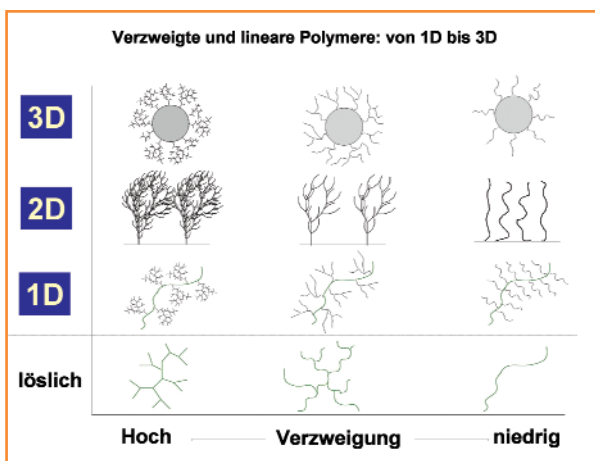 Verzweigte und lineare Polymere: von 1D bis 3D
3D
2D
1D
löslich
Hoch Verzweigung niedrig